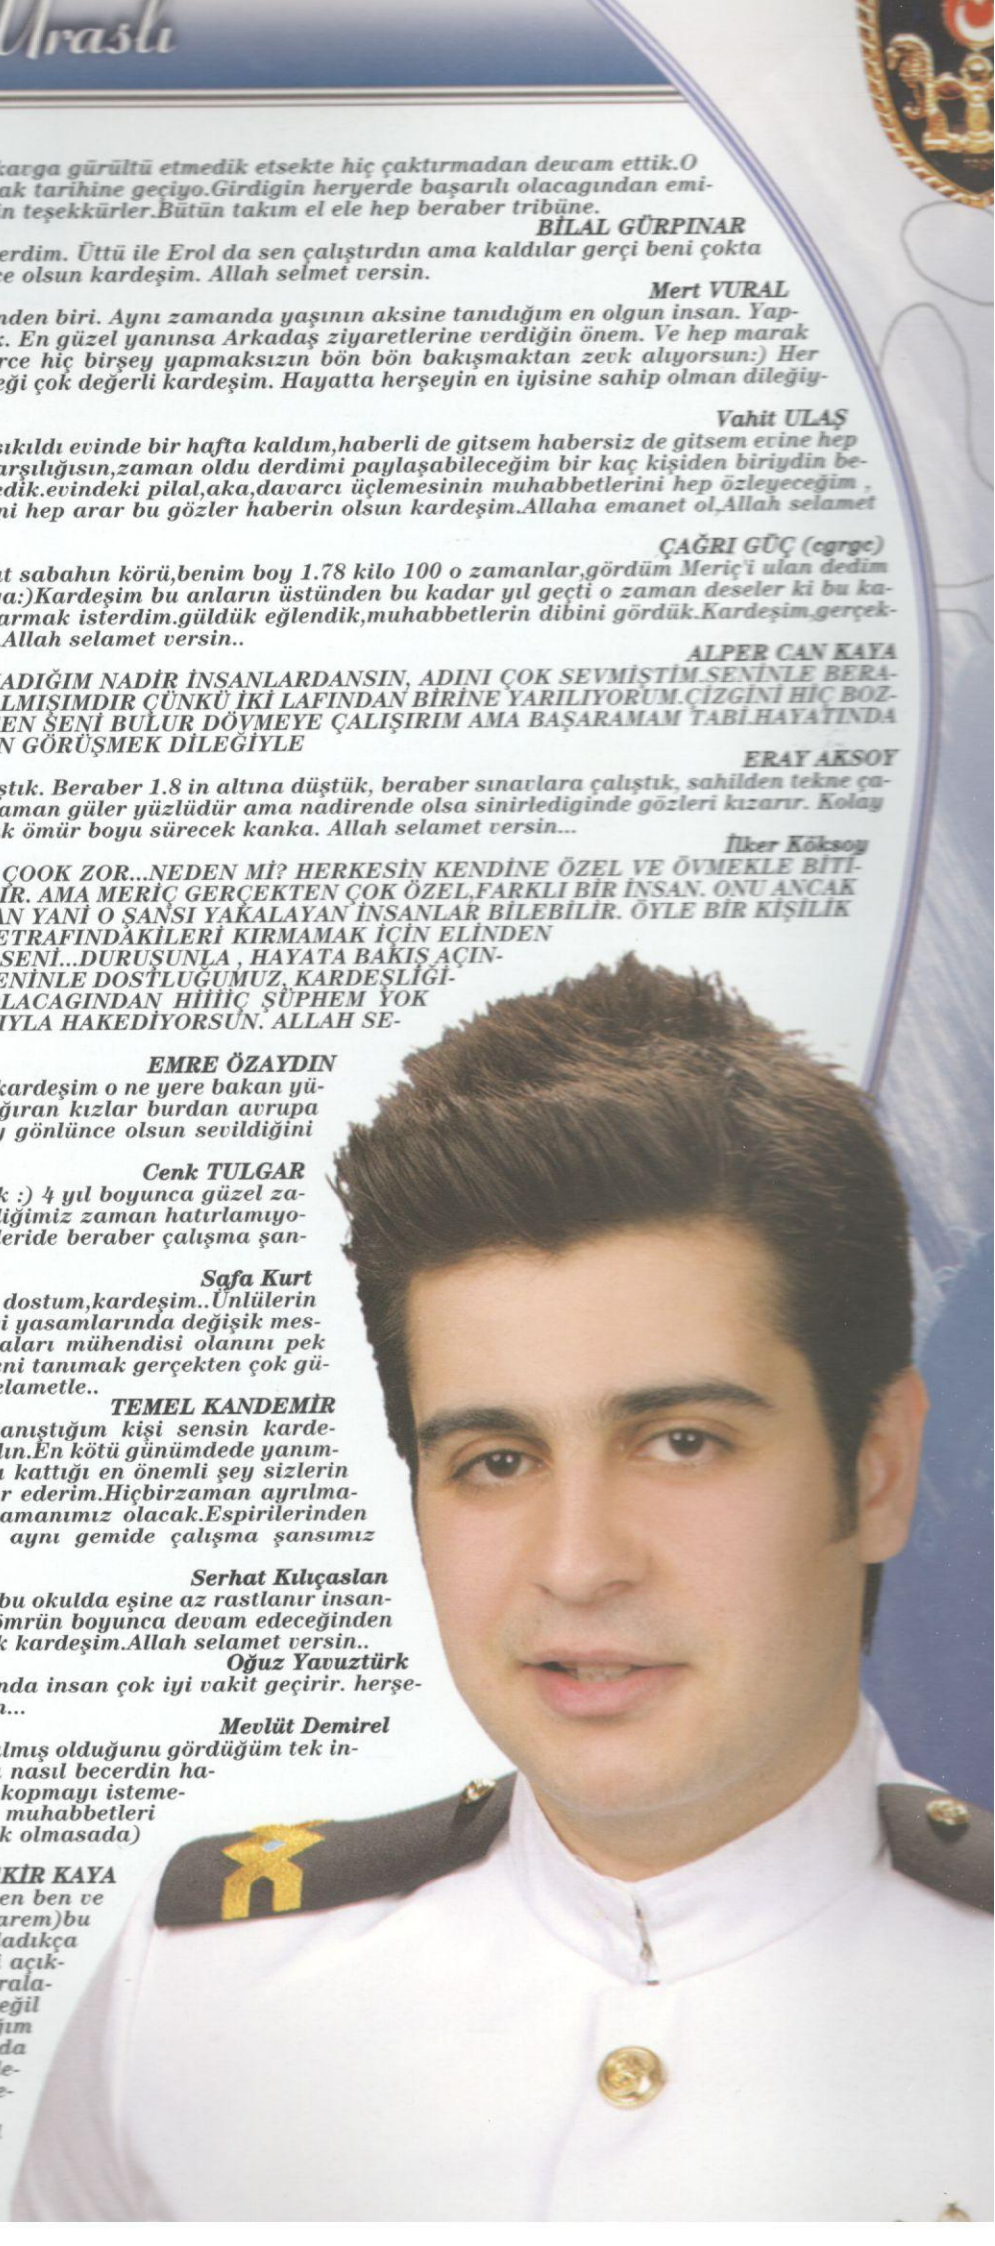 Uraslı
kavga gürültü etmedik etsekte hiç çaktırmadan dewam ettik.O
ak tarihine geçiyo.Girdigin heryerde başarılı olacagından emi-
in teşekkürler.Bütün takım el ele hep beraber tribüne.
BİLAL GÜRPINAR
erdim. Üttü ile Erol da sen çalıştırdın ama kaldılar gerçi beni çokta
ce olsun kardeşim. Allah selmet versin.
Mert VURAL
nden biri. Aynı zamanda yaşının aksine tanıdığım en olgun insan. Yap-
k. En güzel yanınsa Arkadaş ziyaretlerine verdiğin önem. Ve hep marak
erce hiç birşey yapmaksızın bön bön bakışmaktan zevk alıyorsun:) Her
eği çok değerli kardeşim. Hayatta herşeyin en iyisine sahip olman dileğiy-
Vahit ULAŞ
sıkıldı evinde bir hafta kaldım,haberli de gitsem habersiz de gitsem evine hep
arşılığısın,zaman oldu derdimi paylaşabileceğim bir kaç kişiden biriydin be-
edik.evindeki pilal,aka,davarcı üçlemesinin muhabbetlerini hep özleyeceğim ,
ni hep arar bu gözler haberin olsun kardeşim.Allaha emanet ol,Allah selamet
ÇAĞRI GÜÇ (cgrgc)
at sabahın körü,benim boy 1.78 kilo 100 o zamanlar,gördüm Meriç'i ulan dedim
ya:)Kardeşim bu anların üstünden bu kadar yıl geçti o zaman deseler ki bu ka-
armak isterdim.güldük eğlendik,muhabbetlerin dibini gördük.Kardeşim,gerçek-
.Allah selamet versin..
ALPER CAN KAYA
ADIĞIM NADİR İNSANLARDANSIN, ADINI ÇOK SEVMİŞTİM.SENİNLE BERA-
LMIŞIMDIR ÇÜNKÜ İKİ LAFINDAN BİRİNE YARILIYORUM.ÇİZGİNİ HİÇ BOZ-
EN SENİ BULUR DÖVMEYE ÇALIŞIRIM AMA BAŞARAMAM TABİ.HAYATINDA
N GÖRÜŞMEK DİLEĞİYLE
ERAY AKSOY
ştık. Beraber 1.8 in altına düştük, beraber sınavlara çalıştık, sahilden tekne ça-
aman güler yüzlüdür ama nadirende olsa sinirlediginde gözleri kızarır. Kolay
k ömür boyu sürecek kanka. Allah selamet versin...
İlker Köksoy
ÇOOK ZOR...NEDEN Mİ? HERKESİN KENDİNE ÖZEL VE ÖVMEKLE BİTİ-
İR. AMA MERİÇ GERÇEKTEN ÇOK ÖZEL,FARKLI BİR İNSAN. ONU ANCAK
AN YANİ O ŞANSI YAKALAYAN İNSANLAR BİLEBİLİR. ÖYLE BİR KİŞİLİK
ETRAFINDAKİLERİ KIRMAMAK İÇİN ELİNDEN
SENİ...DURUŞUNLA , HAYATA BAKIŞ AÇIN-
ENİNLE DOSTLUĞUMUZ, KARDEŞLİĞİ-
LACAGINDAN HİİİİÇ ŞÜPHEM YOK
IYLA HAKEDİYORSUN. ALLAH SE-
EMRE ÖZAYDIN
kardeşim o ne yere bakan yü-
ğıran kızlar burdan avrupa
y gönlünce olsun sevildiğini
Cenk TULGAR
k :) 4 yıl boyunca güzel za-
liğimiz zaman hatırlamıyo-
leride beraber çalışma şan-
Safa Kurt
dostum,kardeşim..Ünlülerin
i yasamlarında değişik mes-
aları mühendisi olanını pek
eni tanımak gerçekten çok gü-
elametle..
TEMEL KANDEMİR
anıştığım kişi sensin karde-
dın.En kötü günümdede yanım-
a kattığı en önemli şey sizlerin
r ederim.Hiçbirzaman ayrılma-
amanımız olacak.Espirilerinden
aynı gemide çalışma şansımız
Serhat Kılıçaslan
bu okulda eşine az rastlanır insan-
ömrün boyunca devam edeceğinden
k kardeşim.Allah selamet versin..
Oğuz Yavuztürk
nda insan çok iyi vakit geçirir. herşe-
n...
Mevlüt Demirel
lmış olduğunu gördüğüm tek in-
nasıl becerdin ha-
kopmayı isteme-
muhabbetleri
k olmasada)
KİR KAYA
en ben ve
arem)bu
ladıkça
açık-
rala-
eğil
ğım
da
le-
e-